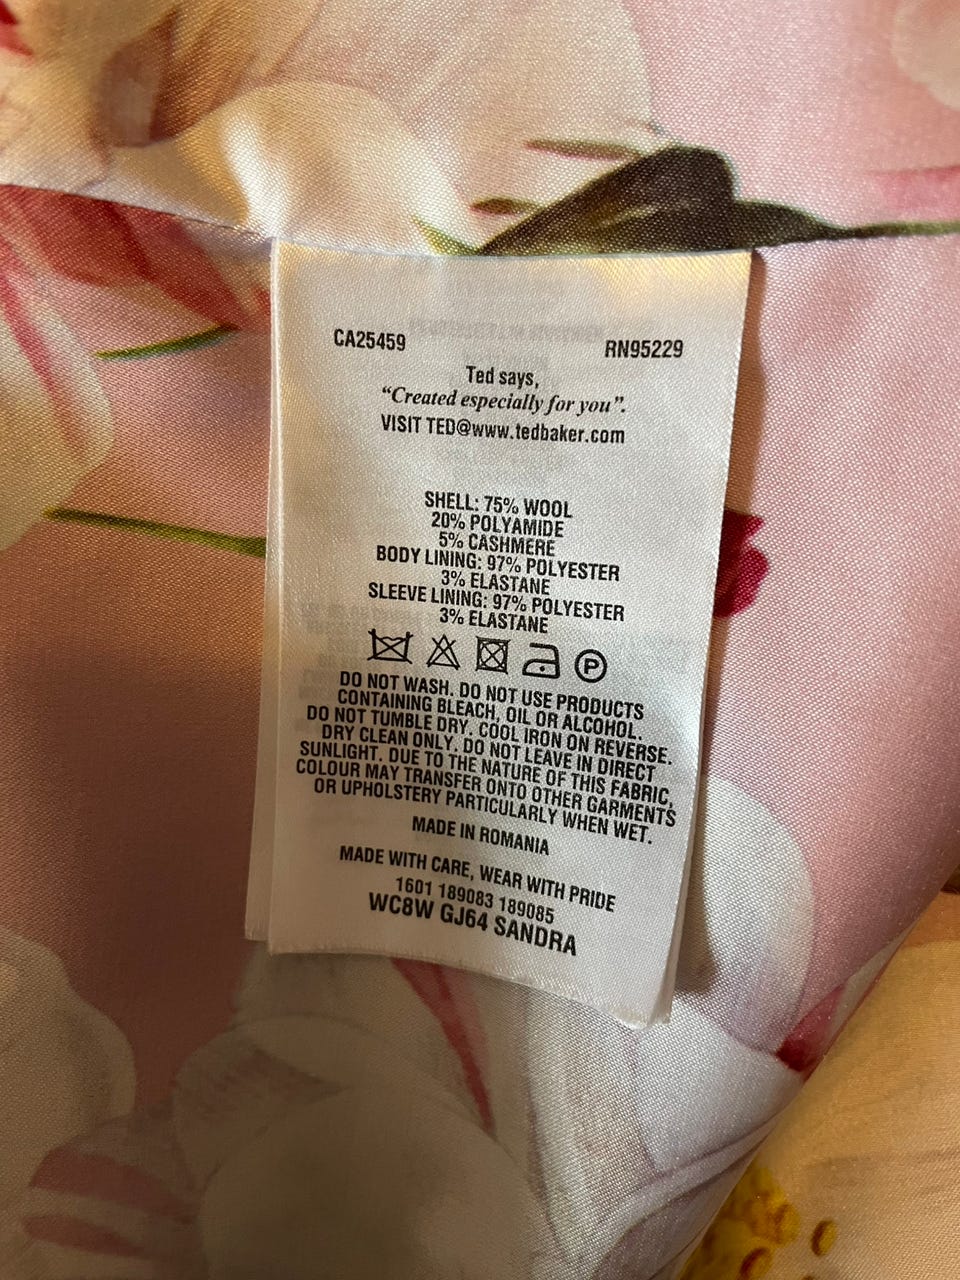 CA25459 RN95229
Ted says,
“Created especially for you”.
VISIT TED@www.tedbaker.com
SHELL: 75% WOOL
20% POLYAMIDE
5% CASHMERE
BODY LINING: 97% POLYESTER
3% ELASTANE
SLEEVE LINING: 97% POLYESTER
3% ELASTANE
P
DO NOT WASH. DO NOT USE PRODUCTS
CONTAINING BLEACH, OIL OR ALCOHOL.
DO NOT TUMBLE DRY. COOL IRON ON REVERSE.
DRY CLEAN ONLY. DO NOT LEAVE IN DIRECT
SUNLIGHT. DUE TO THE NATURE OF THIS FABRIC,
COLOUR MAY TRANSFER ONTO OTHER GARMENTS
OR UPHOLSTERY PARTICULARLY WHEN WET.
MADE IN ROMANIA
MADE WITH CARE, WEAR WITH PRIDE
1601 189083 189085
WC8W GJ64 SANDRA